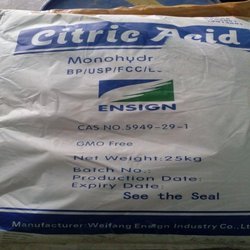 Citric Acid
Monohydr
BP/USP/FCC/E
ENSIGN
CAS NO.5949-29-1
GMO Free
Net Weight:25kg
Batch No.:
Production Date:
Expiry Date:
See the Seal
Manufacturer Weifang Ensign Industry Co.,L